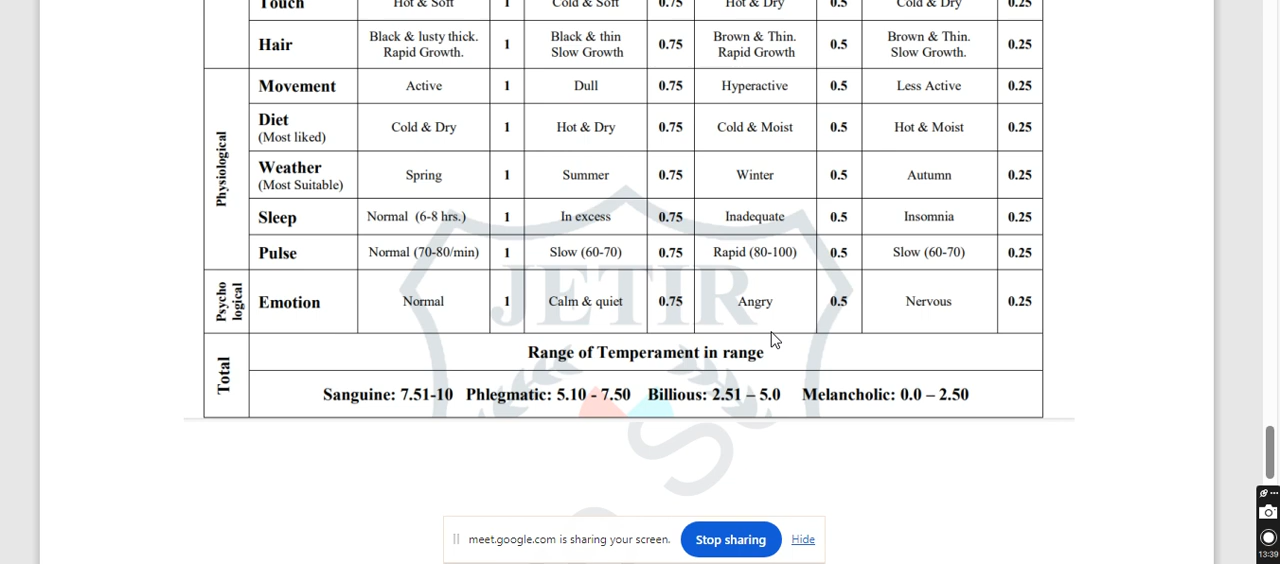 Touch Hot & Soft 1 Cold & Soft 0.75 Hot & Dry 0.5 Cold & Dry 0.25
Hair Black & lusty thick. Rapid Growth. 1 Black & thin Slow Growth 0.75 Brown & Thin. Rapid Growth 0.5 Brown & Thin. Slow Growth. 0.25
Physiological
Movement Active 1 Dull 0.75 Hyperactive 0.5 Less Active 0.25
Diet (Most liked) Cold & Dry 1 Hot & Dry 0.75 Cold & Moist 0.5 Hot & Moist 0.25
Weather (Most Suitable) Spring 1 Summer 0.75 Winter 0.5 Autumn 0.25
Sleep Normal (6-8 hrs.) 1 In excess 0.75 Inadequate 0.5 Insomnia 0.25
Pulse Normal (70-80/min) 1 Slow (60-70) 0.75 Rapid (80-100) 0.5 Slow (60-70) 0.25
JETIR
Psycho logical
Emotion Normal 1 Calm & quiet 0.75 Angry 0.5 Nervous 0.25
Total
Range of Temperament in range
Sanguine: 7.51-10 Phlegmatic: 5.10 - 7.50 Billious: 2.51 – 5.0 Melancholic: 0.0 – 2.50
meet.google.com is sharing your screen. Stop sharing Hide
13:39